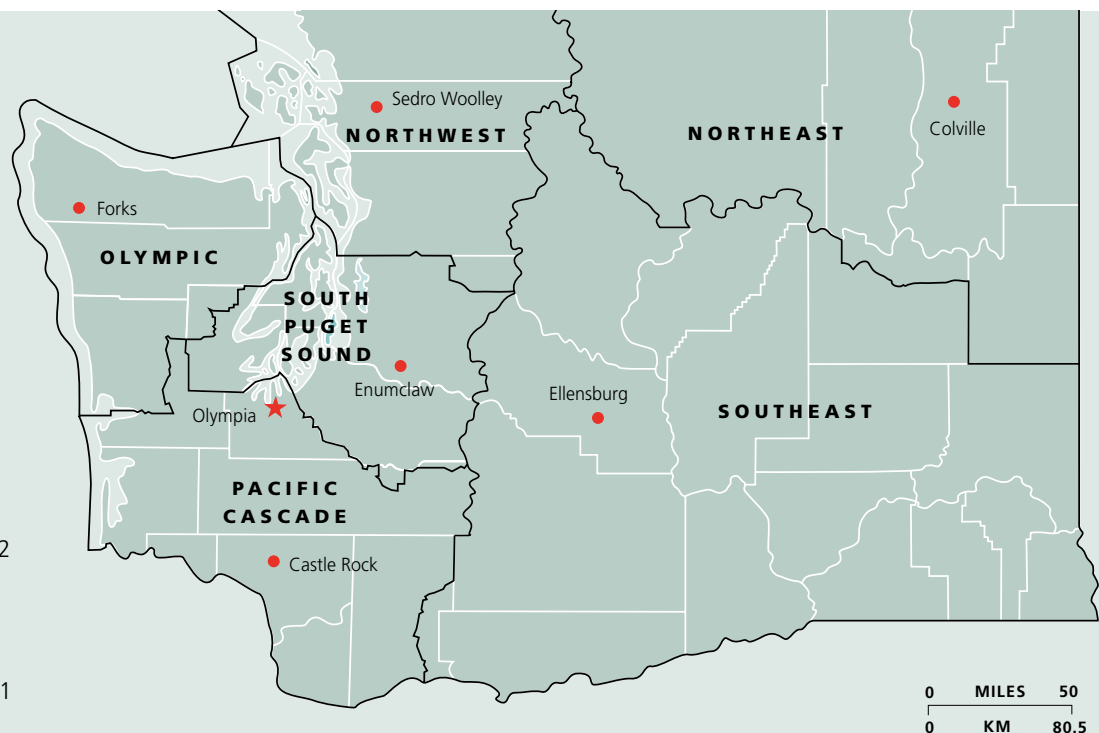 Sedro Woolley
NORTHWEST
NORTHEAST
Colville
Forks
OLYMPIC
SOUTH
PUGET
SOUND
Enumclaw
Olympia
Ellensburg
SOUTHEAST
PACIFIC
CASCADE
Castle Rock
2
1
0 MILES 50
0 KM 80.5